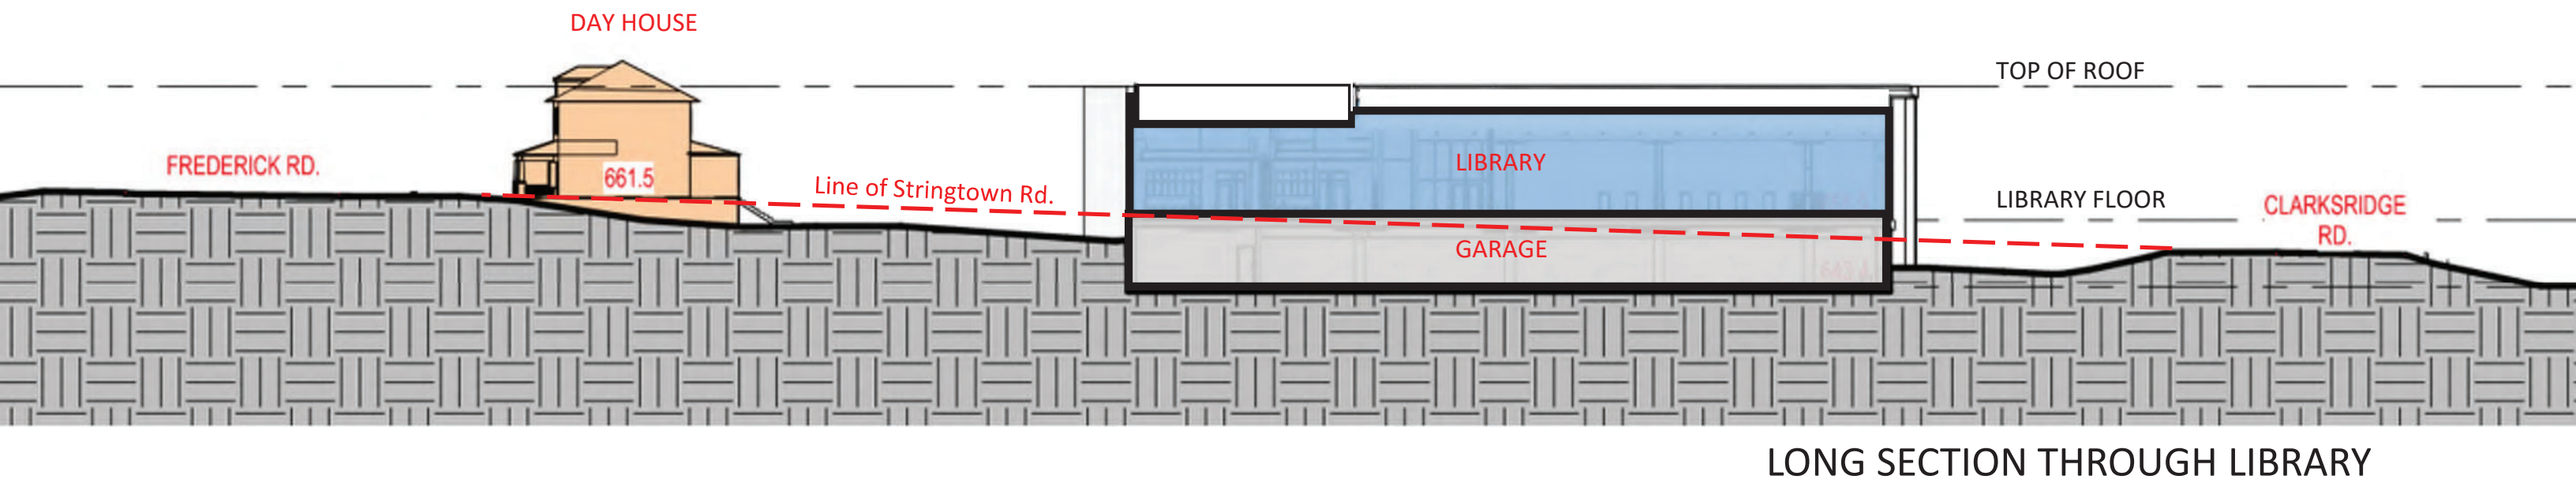 DAY HOUSE
TOP OF ROOF
FREDERICK RD.
661.5
Line of Stringtown Rd.
LIBRARY
LIBRARY FLOOR
CLARKSRIDGE
RD.
GARAGE
LONG SECTION THROUGH LIBRARY